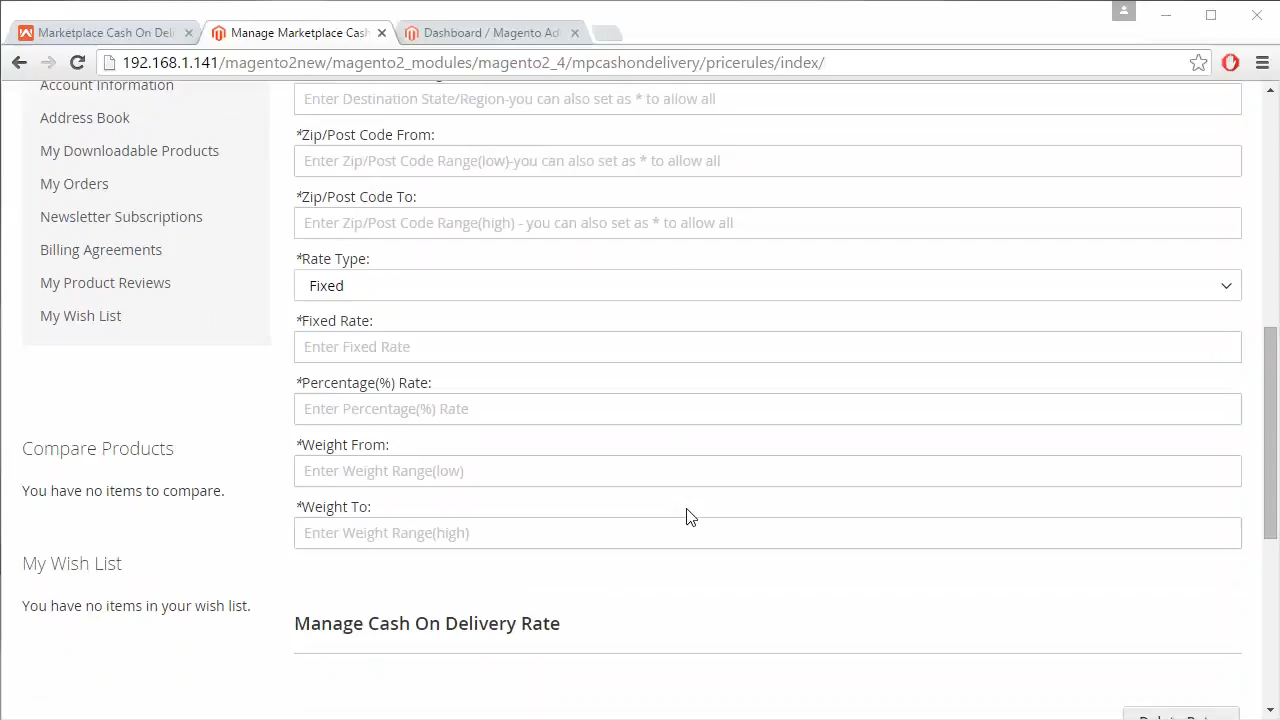 Marketplace Cash On Deli
Manage Marketplace Cash
Dashboard / Magento Ad
192.168.1.141/magento2new/magento2_modules/magento2_4/mpcashondelivery/pricerules/index/
Account Information
Address Book
My Downloadable Products
My Orders
Newsletter Subscriptions
Billing Agreements
My Product Reviews
My Wish List
Compare Products
You have no items to compare.
My Wish List
You have no items in your wish list.
Enter Destination State/Region-you can also set as * to allow all
*Zip/Post Code From:
Enter Zip/Post Code Range(low)-you can also set as * to allow all
*Zip/Post Code To:
Enter Zip/Post Code Range(high) - you can also set as * to allow all
*Rate Type:
Fixed
*Fixed Rate:
Enter Fixed Rate
*Percentage(%) Rate:
Enter Percentage(%) Rate
*Weight From:
Enter Weight Range(low)
*Weight To:
Enter Weight Range(high)
Manage Cash On Delivery Rate